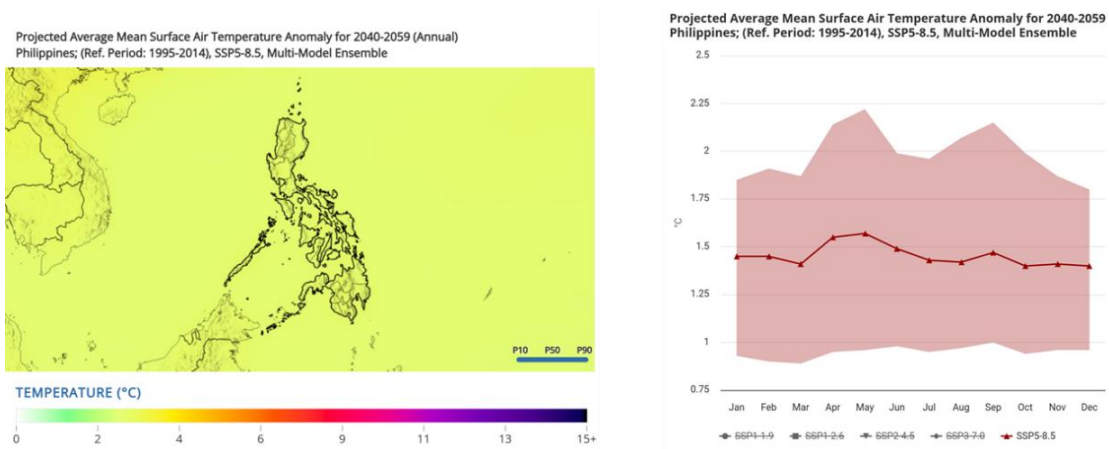 Projected Average Mean Surface Air Temperature Anomaly for 2040-2059 (Annual)
Philippines; (Ref. Period: 1995-2014), SSP5-8.5, Multi-Model Ensemble
P10 P50 P90
TEMPERATURE (°C)
0 2 4 6 9 11 13 15+
Projected Average Mean Surface Air Temperature Anomaly for 2040-2059
Philippines; (Ref. Period: 1995-2014), SSP5-8.5, Multi-Model Ensemble
2.5
2.25
2
1.75
°C
1.5
1.25
1
0.75
Jan Feb Mar Apr May Jun Jul Aug Sep Oct Nov Dec
SSP1-1.9 SSP1-2.6 SSP2-4.5 SSP3-7.0 SSP5-8.5